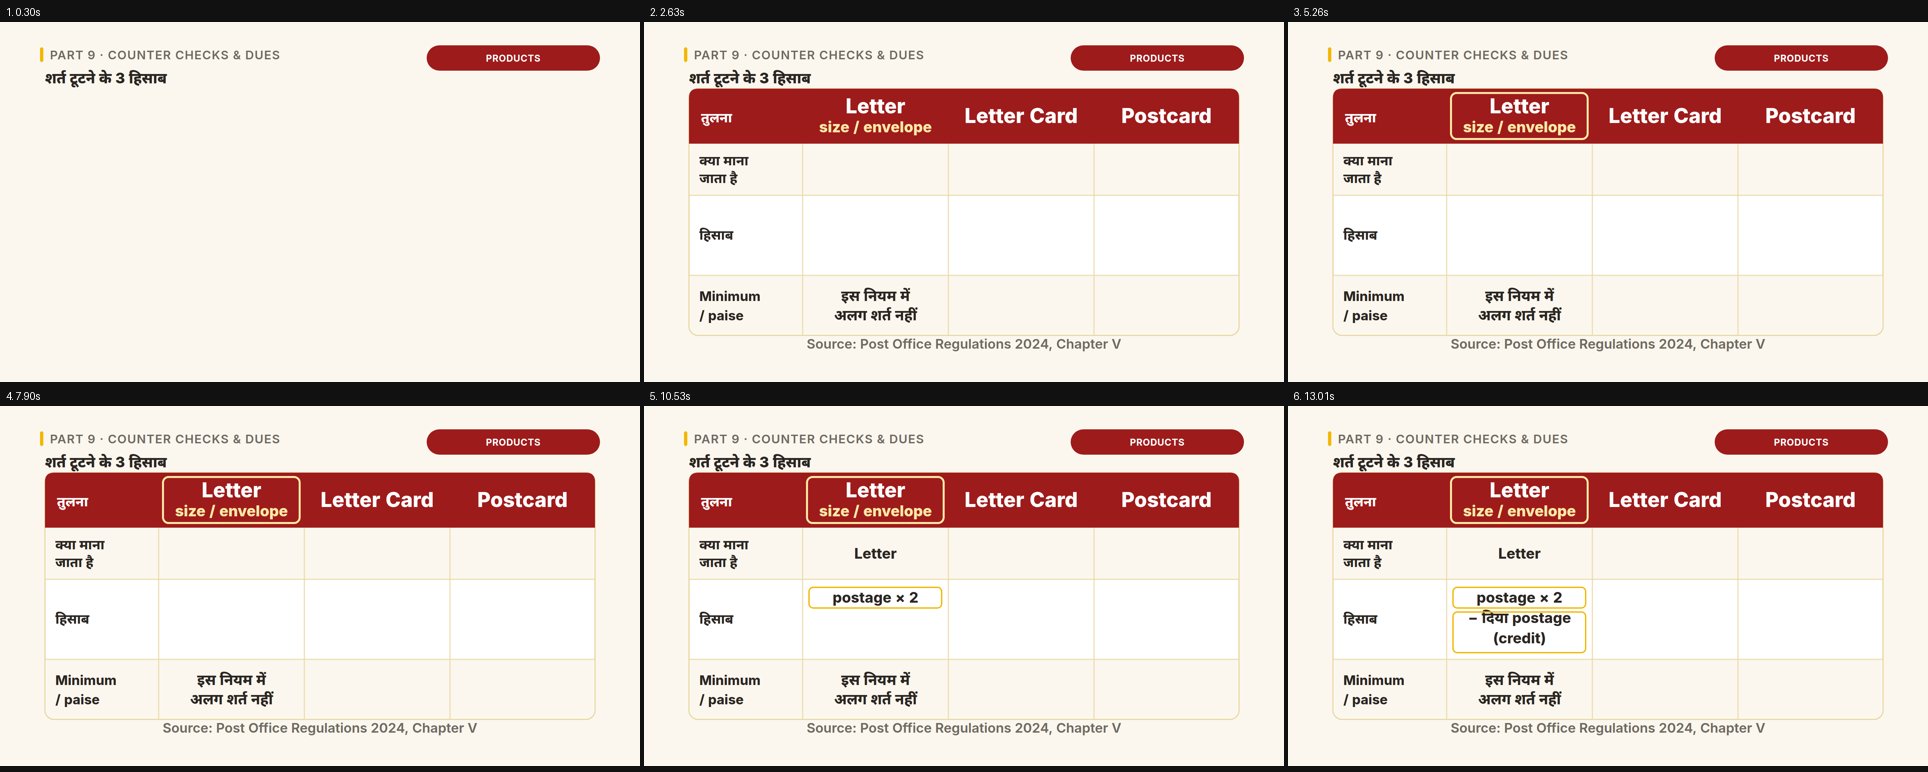 1. 0.30s
PART 9 · COUNTER CHECKS & DUES
PRODUCTS
शर्त टूटने के 3 हिसाब
2. 2.63s
PART 9 · COUNTER CHECKS & DUES
PRODUCTS
शर्त टूटने के 3 हिसाब
तुलना
Letter
size / envelope
Letter Card
Postcard
क्या माना
जाता है
हिसाब
Minimum
/ paise
इस नियम में
अलग शर्त नहीं
Source: Post Office Regulations 2024, Chapter V
3. 5.26s
PART 9 · COUNTER CHECKS & DUES
PRODUCTS
शर्त टूटने के 3 हिसाब
तुलना
Letter
size / envelope
Letter Card
Postcard
क्या माना
जाता है
हिसाब
Minimum
/ paise
इस नियम में
अलग शर्त नहीं
Source: Post Office Regulations 2024, Chapter V
4. 7.90s
PART 9 · COUNTER CHECKS & DUES
PRODUCTS
शर्त टूटने के 3 हिसाब
तुलना
Letter
size / envelope
Letter Card
Postcard
क्या माना
जाता है
हिसाब
Minimum
/ paise
इस नियम में
अलग शर्त नहीं
Source: Post Office Regulations 2024, Chapter V
5. 10.53s
PART 9 · COUNTER CHECKS & DUES
PRODUCTS
शर्त टूटने के 3 हिसाब
तुलना
Letter
size / envelope
Letter Card
Postcard
क्या माना
जाता है
Letter
हिसाब
postage × 2
Minimum
/ paise
इस नियम में
अलग शर्त नहीं
Source: Post Office Regulations 2024, Chapter V
6. 13.01s
PART 9 · COUNTER CHECKS & DUES
PRODUCTS
शर्त टूटने के 3 हिसाब
तुलना
Letter
size / envelope
Letter Card
Postcard
क्या माना
जाता है
Letter
हिसाब
postage × 2
– दिया postage
(credit)
Minimum
/ paise
इस नियम में
अलग शर्त नहीं
Source: Post Office Regulations 2024, Chapter V